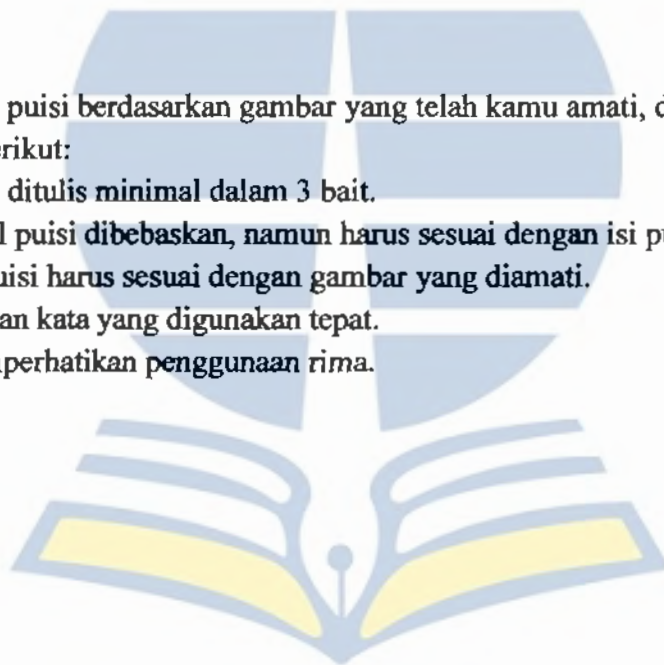 puisi berdasarkan gambar yang telah kamu amati, d
erikut:
ditulis minimal dalam 3 bait.
l puisi dibebaskan, namun harus sesuai dengan isi pu
uisi harus sesuai dengan gambar yang diamati.
an kata yang digunakan tepat.
perhatikan penggunaan rima.